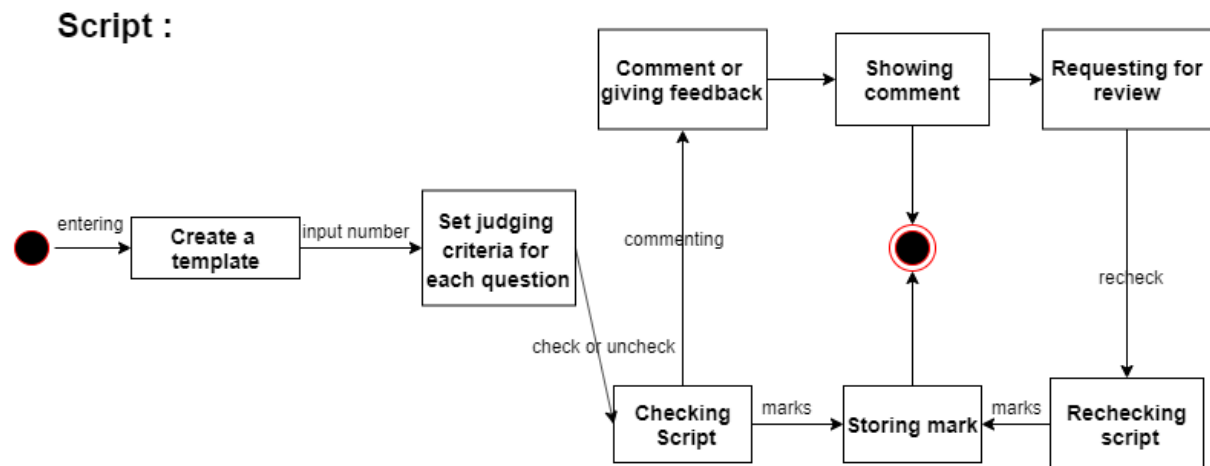 Script :
Comment or
giving feedback
Showing
comment
Requesting for
review
entering
Create a
template
input number
Set judging
criteria for
each question
commenting
recheck
check or uncheck
Checking
Script
marks
Storing mark
marks
Rechecking
script